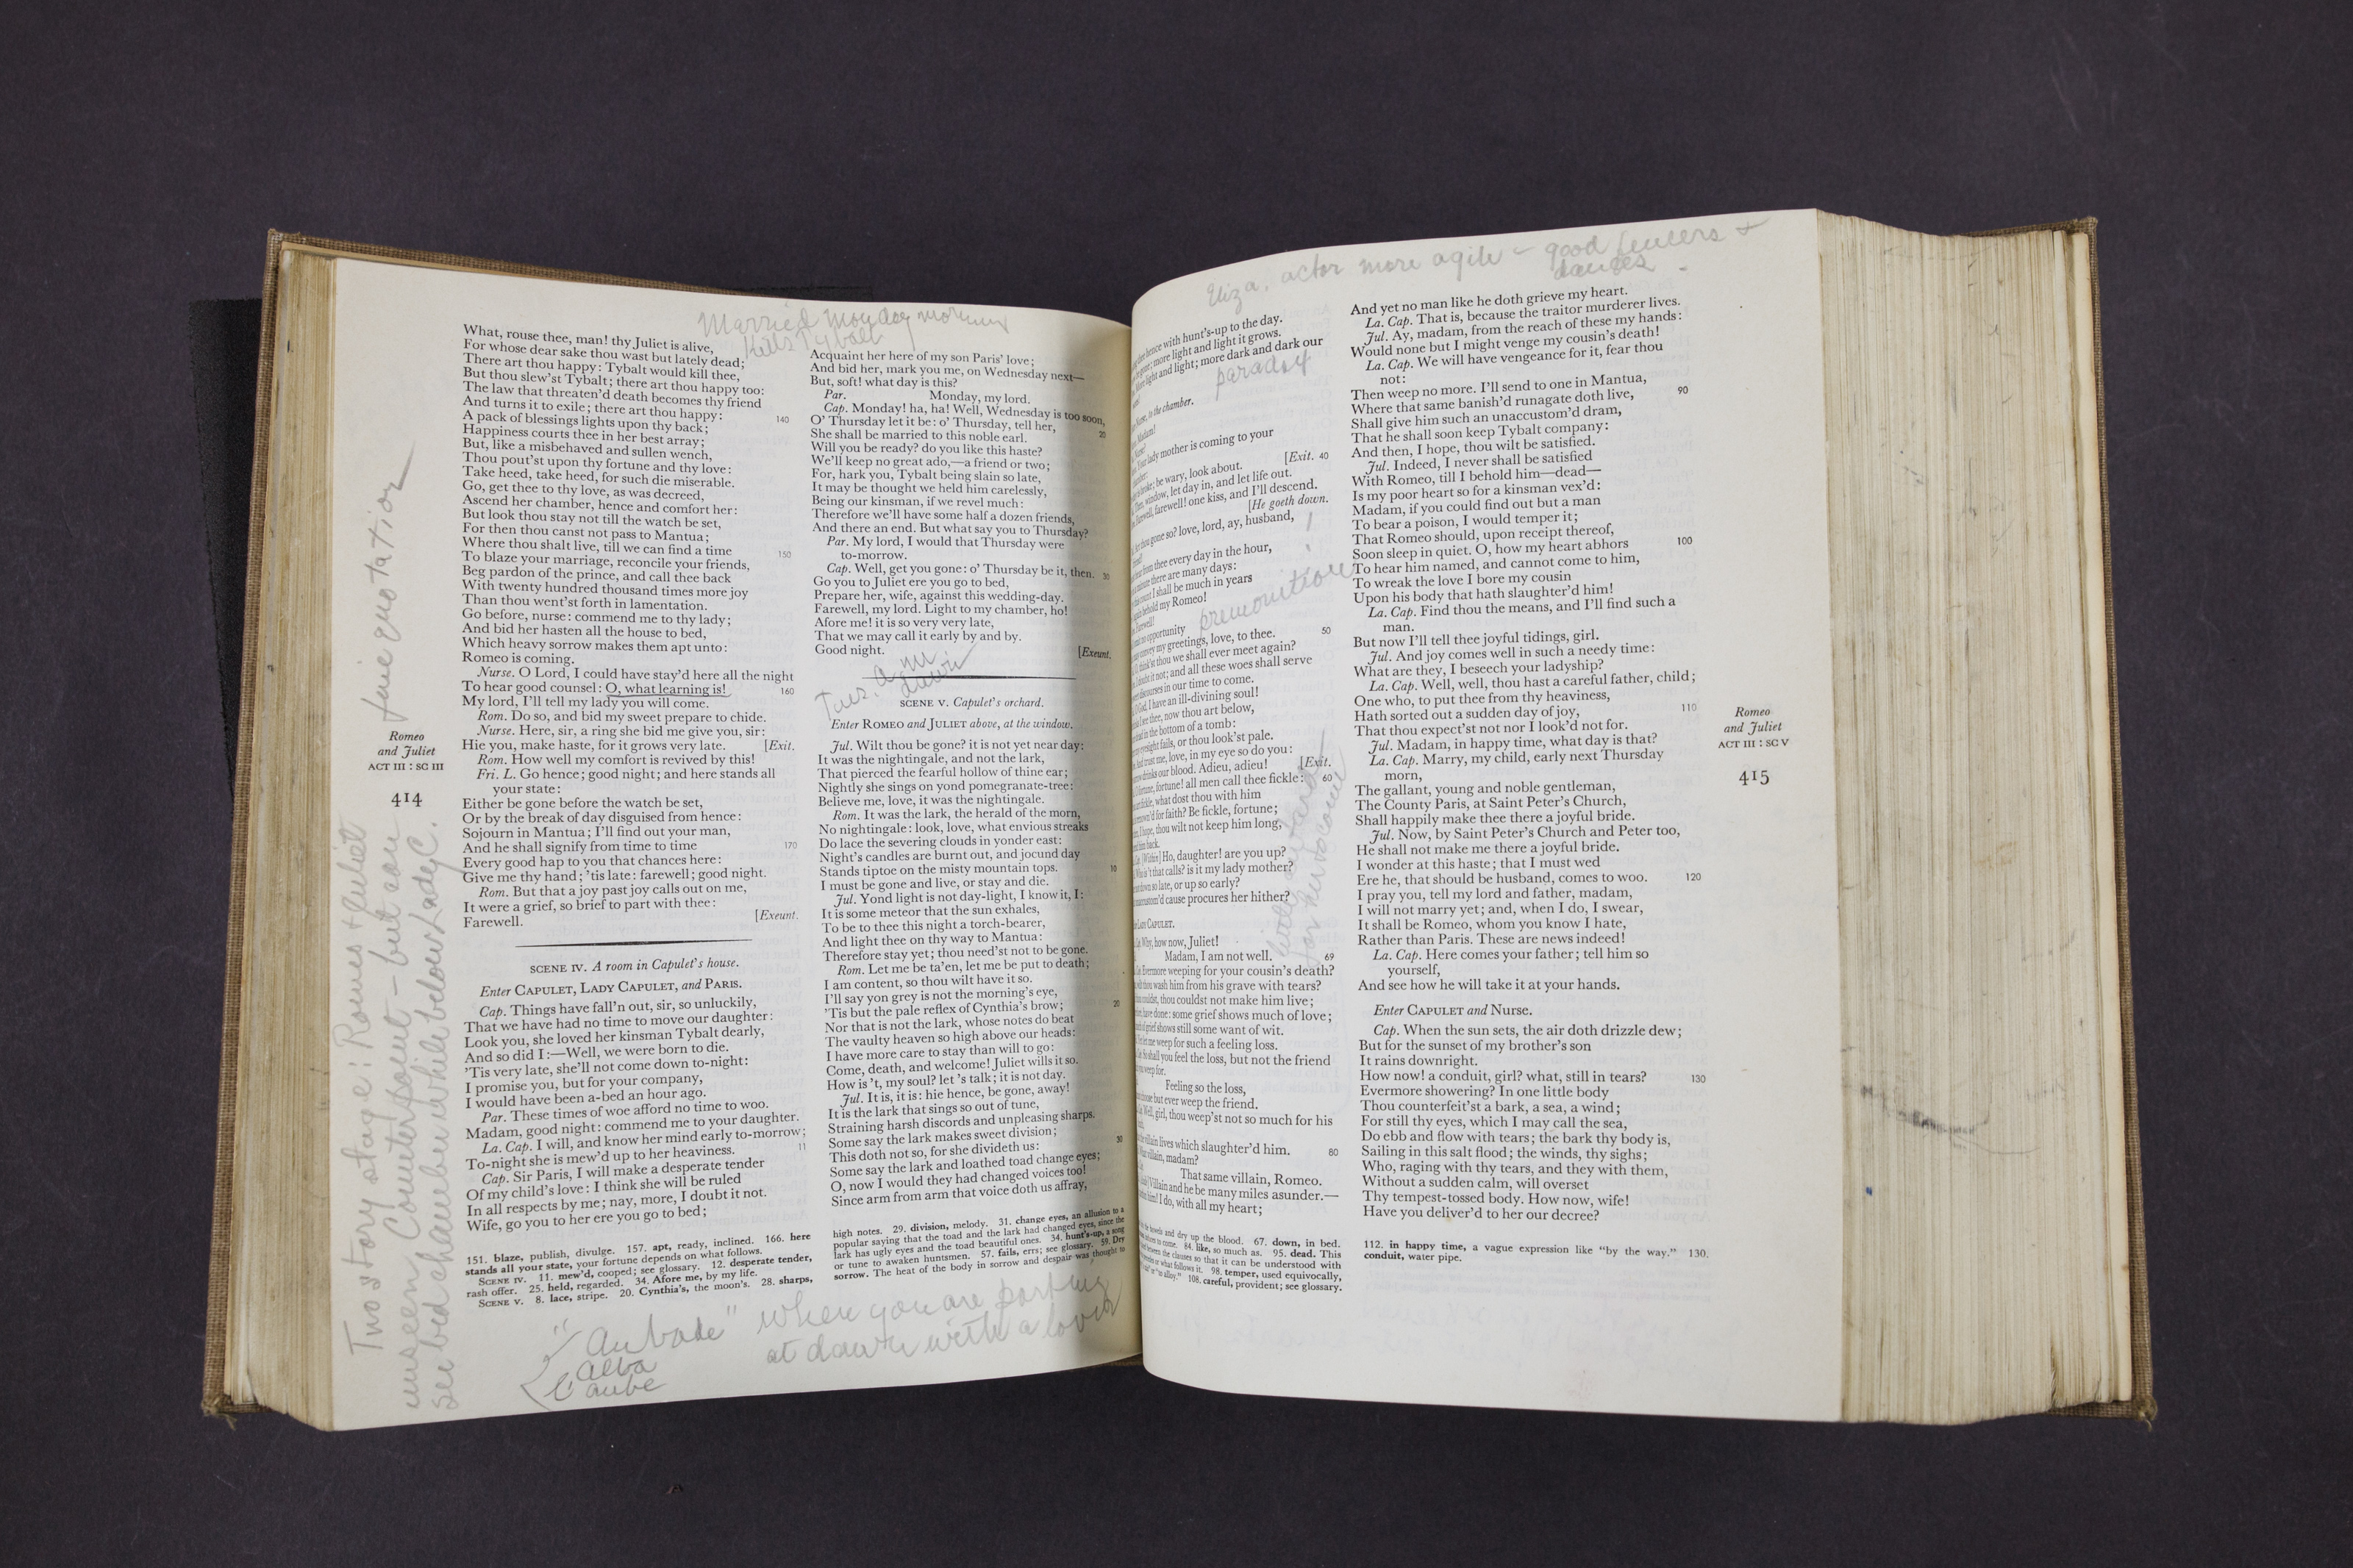 Married Monday morning
Kills Tybalt
What, rouse thee, man! thy Juliet is alive,
For whose dear sake thou wast but lately dead;
There art thou happy: Tybalt would kill thee,
But thou slew'st Tybalt; there art thou happy too:
The law that threaten'd death becomes thy friend
And turns it to exile; there art thou happy:
A pack of blessings lights upon thy back; 140
Happiness courts thee in her best array;
But, like a misbehaved and sullen wench,
Thou pout'st upon thy fortune and thy love:
Take heed, take heed, for such die miserable.
Go, get thee to thy love, as was decreed,
Ascend her chamber, hence and comfort her:
But look thou stay not till the watch be set,
For then thou canst not pass to Mantua;
Where thou shalt live, till we can find a time 150
To blaze your marriage, reconcile your friends,
Beg pardon of the prince, and call thee back
With twenty hundred thousand times more joy
Than thou went'st forth in lamentation.
Go before, nurse: commend me to thy lady;
And bid her hasten all the house to bed,
Which heavy sorrow makes them apt unto:
Romeo is coming.
Nurse. O Lord, I could have stay'd here all the night
To hear good counsel: O, what learning is! 160
My lord, I'll tell my lady you will come.
Rom. Do so, and bid my sweet prepare to chide.
Nurse. Here, sir, a ring she bid me give you, sir:
Hie you, make haste, for it grows very late. [Exit.
Rom. How well my comfort is revived by this!
Fri. L. Go hence; good night; and here stands all
your state:
Either be gone before the watch be set,
Or by the break of day disguised from hence:
Sojourn in Mantua; I'll find out your man,
And he shall signify from time to time 170
Every good hap to you that chances here:
Give me thy hand; 'tis late: farewell; good night.
Rom. But that a joy past joy calls out on me,
It were a grief, so brief to part with thee:
Farewell. [Exeunt.
SCENE IV. A room in Capulet's house.
Enter CAPULET, LADY CAPULET, and PARIS.
Cap. Things have fall'n out, sir, so unluckily,
That we have had no time to move our daughter:
Look you, she loved her kinsman Tybalt dearly,
And so did I:—Well, we were born to die.
'Tis very late, she'll not come down to-night:
I promise you, but for your company,
I would have been a-bed an hour ago.
Par. These times of woe afford no time to woo.
Madam, good night: commend me to your daughter.
La. Cap. I will, and know her mind early to-morrow;
To-night she is mew'd up to her heaviness. 11
Cap. Sir Paris, I will make a desperate tender
Of my child's love: I think she will be ruled
In all respects by me; nay, more, I doubt it not.
Wife, go you to her ere you go to bed;
151. blaze, publish, divulge. 157. apt, ready, inclined. 166. here
stands all your state, your fortune depends on what follows.
SCENE IV. 11. mew'd, cooped; see glossary. 12. desperate tender,
rash offer. 25. held, regarded. 34. Afore me, by my life.
SCENE V. 8. lace, stripe. 20. Cynthia's, the moon's. 28. sharps,
Romeo
and Juliet
ACT III : SC III
414
quotation
Two story stage: Romeo & Juliet
unseen, Counterpoint – but soon
see bed chamber while below Lady C.
Acquaint her here of my son Paris' love;
And bid her, mark you me, on Wednesday next—
But, soft! what day is this?
Par. Monday, my lord.
Cap. Monday! ha, ha! Well, Wednesday is too soon,
O' Thursday let it be: o' Thursday, tell her, 20
She shall be married to this noble earl.
Will you be ready? do you like this haste?
We'll keep no great ado,—a friend or two;
For, hark you, Tybalt being slain so late,
It may be thought we held him carelessly,
Being our kinsman, if we revel much:
Therefore we'll have some half a dozen friends,
And there an end. But what say you to Thursday?
Par. My lord, I would that Thursday were
to-morrow.
Cap. Well, get you gone: o' Thursday be it, then. 30
Go you to Juliet ere you go to bed,
Prepare her, wife, against this wedding-day.
Farewell, my lord. Light to my chamber, ho!
Afore me! it is so very very late,
That we may call it early by and by.
Good night. [Exeunt.
Tues. a m
dawn
SCENE V. Capulet's orchard.
Enter ROMEO and JULIET above, at the window.
Jul. Wilt thou be gone? it is not yet near day:
It was the nightingale, and not the lark,
That pierced the fearful hollow of thine ear;
Nightly she sings on yond pomegranate-tree:
Believe me, love, it was the nightingale.
Rom. It was the lark, the herald of the morn,
No nightingale: look, love, what envious streaks
Do lace the severing clouds in yonder east:
Night's candles are burnt out, and jocund day
Stands tiptoe on the misty mountain tops. 10
I must be gone and live, or stay and die.
Jul. Yond light is not day-light, I know it, I:
It is some meteor that the sun exhales,
To be to thee this night a torch-bearer,
And light thee on thy way to Mantua:
Therefore stay yet; thou need'st not to be gone.
Rom. Let me be ta'en, let me be put to death;
I am content, so thou wilt have it so.
I'll say yon grey is not the morning's eye,
'Tis but the pale reflex of Cynthia's brow; 20
Nor that is not the lark, whose notes do beat
The vaulty heaven so high above our heads:
I have more care to stay than will to go:
Come, death, and welcome! Juliet wills it so.
How is 't, my soul? let 's talk; it is not day.
Jul. It is, it is: hie hence, be gone, away!
It is the lark that sings so out of tune,
Straining harsh discords and unpleasing sharps.
Some say the lark makes sweet division;
This doth not so, for she divideth us: 30
Some say the lark and loathed toad change eyes;
O, now I would they had changed voices too!
Since arm from arm that voice doth us affray,
high notes. 29. division, melody. 31. change eyes, an allusion to a
popular saying that the toad and the lark had changed eyes, since the
lark has ugly eyes and the toad beautiful ones. 34. hunt's-up, a song
or tune to awaken huntsmen. 57. fails, errs; see glossary. 59. Dry
sorrow. The heat of the body in sorrow and despair was thought to
"Aubade" when you are parting
at dawn with a lover
alba
l'aube
Eliza. actor more agile – good fencers &
dances
hence with hunt's-up to the day.
more light and light it grows.
More light and light; more dark and dark our
paradox
to the chamber.
Madam!
Your lady mother is coming to your
[Exit. 40
be wary, look about.
window, let day in, and let life out.
farewell! one kiss, and I'll descend.
[He goeth down.
thou gone so? love, lord, ay, husband,
from thee every day in the hour,
minute there are many days:
count I shall be much in years
behold my Romeo!
premonition
opportunity
convey my greetings, love, to thee. 50
think'st thou we shall ever meet again?
doubt it not; and all these woes shall serve
discourses in our time to come.
God, I have an ill-divining soul!
see thee, now thou art below,
dead in the bottom of a tomb:
eyesight fails, or thou look'st pale.
trust me, love, in my eye so do you:
drinks our blood. Adieu, adieu! [Exit.
fortune, fortune! all men call thee fickle: 60
what dost thou with him
for faith? Be fickle, fortune;
I hope, thou wilt not keep him long,
him back.
[Within] Ho, daughter! are you up?
is 't that calls? is it my lady mother?
down so late, or up so early?
unaccustom'd cause procures her hither?
LADY CAPULET.
Why, how now, Juliet!
Madam, I am not well. 69
Evermore weeping for your cousin's death?
wilt thou wash him from his grave with tears?
thou couldst not make him live;
have done: some grief shows much of love;
of grief shows still some want of wit.
let me weep for such a feeling loss.
So shall you feel the loss, but not the friend
you weep for.
Feeling so the loss,
choose but ever weep the friend.
Well, girl, thou weep'st not so much for his
villain lives which slaughter'd him. 80
villain, madam?
That same villain, Romeo.
Villain and he be many miles asunder.—
I do, with all my heart;
and dry up the blood. 67. down, in bed.
84. like, so much as. 95. dead. This
between the clauses so that it can be understood with
or what follows it. 98. temper, used equivocally,
108. careful, provident; see glossary.
And yet no man like he doth grieve my heart.
La. Cap. That is, because the traitor murderer lives.
Jul. Ay, madam, from the reach of these my hands:
Would none but I might venge my cousin's death!
La. Cap. We will have vengeance for it, fear thou
not:
Then weep no more. I'll send to one in Mantua,
Where that same banish'd runagate doth live, 90
Shall give him such an unaccustom'd dram,
That he shall soon keep Tybalt company:
And then, I hope, thou wilt be satisfied.
Jul. Indeed, I never shall be satisfied
With Romeo, till I behold him—dead—
Is my poor heart so for a kinsman vex'd:
Madam, if you could find out but a man
To bear a poison, I would temper it;
That Romeo should, upon receipt thereof,
Soon sleep in quiet. O, how my heart abhors 100
To hear him named, and cannot come to him,
To wreak the love I bore my cousin
Upon his body that hath slaughter'd him!
La. Cap. Find thou the means, and I'll find such a
man.
But now I'll tell thee joyful tidings, girl.
Jul. And joy comes well in such a needy time:
What are they, I beseech your ladyship?
La. Cap. Well, well, thou hast a careful father, child;
One who, to put thee from thy heaviness,
Hath sorted out a sudden day of joy, 110
That thou expect'st not nor I look'd not for.
Jul. Madam, in happy time, what day is that?
La. Cap. Marry, my child, early next Thursday
morn,
The gallant, young and noble gentleman,
The County Paris, at Saint Peter's Church,
Shall happily make thee there a joyful bride.
Jul. Now, by Saint Peter's Church and Peter too,
He shall not make me there a joyful bride.
I wonder at this haste; that I must wed
Ere he, that should be husband, comes to woo. 120
I pray you, tell my lord and father, madam,
I will not marry yet; and, when I do, I swear,
It shall be Romeo, whom you know I hate,
Rather than Paris. These are news indeed!
La. Cap. Here comes your father; tell him so
yourself,
And see how he will take it at your hands.
Enter CAPULET and Nurse.
Cap. When the sun sets, the air doth drizzle dew;
But for the sunset of my brother's son
It rains downright.
How now! a conduit, girl? what, still in tears? 130
Evermore showering? In one little body
Thou counterfeit'st a bark, a sea, a wind;
For still thy eyes, which I may call the sea,
Do ebb and flow with tears; the bark thy body is,
Sailing in this salt flood; the winds, thy sighs;
Who, raging with thy tears, and they with them,
Without a sudden calm, will overset
Thy tempest-tossed body. How now, wife!
Have you deliver'd to her our decree?
112. in happy time, a vague expression like "by the way." 130.
conduit, water pipe.
Romeo
and Juliet
ACT III : SC V
415